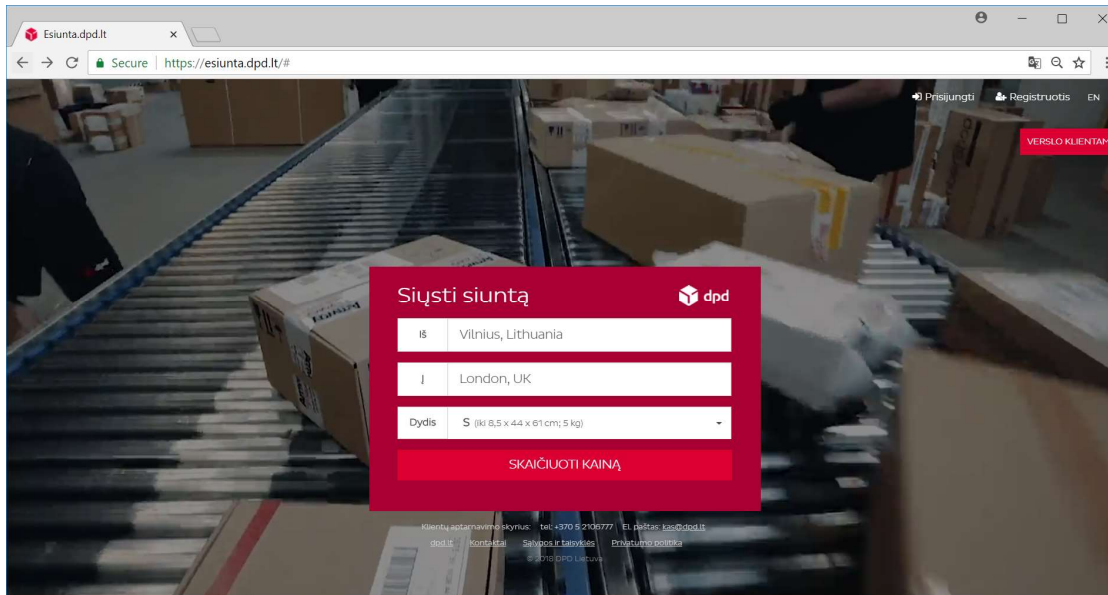 Esiunta.dpd.lt
Secure https://esiunta.dpd.lt/#
Prisijungti Registruotis EN
VERSLO KLIENTAM
Siųsti siuntą dpd
Iš Vilnius, Lithuania
Į London, UK
Dydis S (iki 8,5 x 44 x 61 cm; 5 kg)
SKAIČIUOTI KAINĄ
Klientų aptarnavimo skyrius: tel: +370 5 2106777 El. paštas: kas@dpd.lt
dpd.lt Kontaktai Sąlygos ir taisyklės Privatumo politika
© 2018 DPD Lietuva